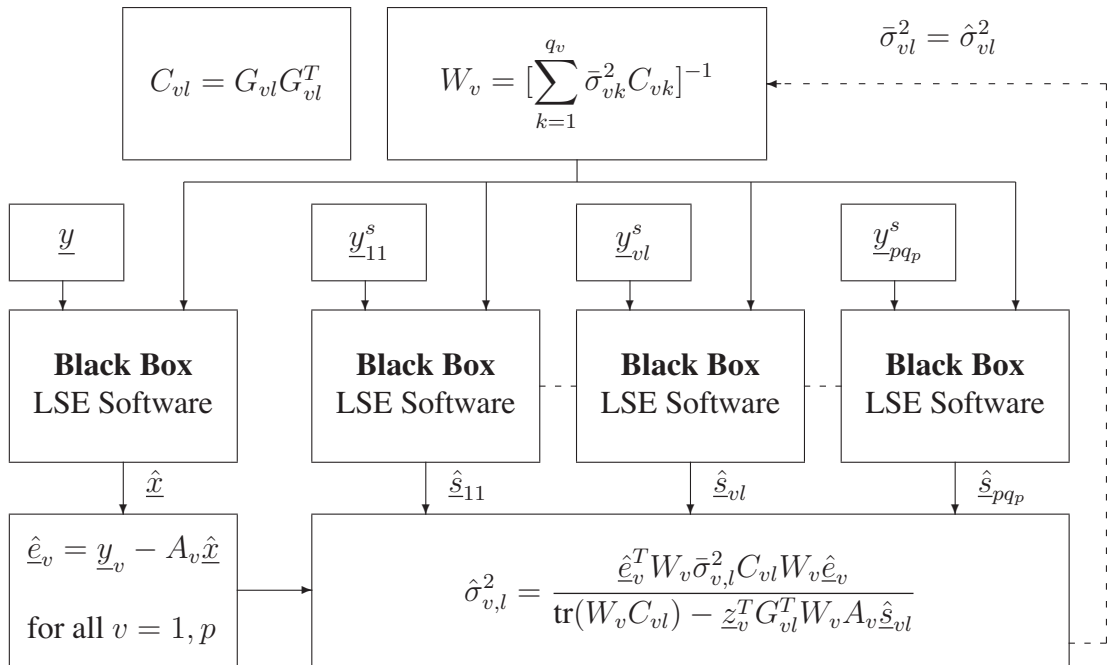 $\bar{\sigma}_{vl}^2 = \hat{\sigma}_{vl}^2$
$C_{vl} = G_{vl} G_{vl}^T$
$W_v = [\sum_{k=1}^{q_v} \bar{\sigma}_{vk}^2 C_{vk}]^{-1}$
$\underline{y}$
$\underline{y}_{11}^s$
$\underline{y}_{vl}^s$
$\underline{y}_{pq_p}^s$
Black Box
LSE Software
Black Box
LSE Software
Black Box
LSE Software
Black Box
LSE Software
$\hat{\underline{x}}$
$\hat{\underline{s}}_{11}$
$\hat{\underline{s}}_{vl}$
$\hat{\underline{s}}_{pq_p}$
$\hat{\underline{e}}_v = \underline{y}_v - A_v \hat{\underline{x}}$
for all $v = 1, p$
$\hat{\sigma}_{v,l}^2 = \frac{\hat{\underline{e}}_v^T W_v \bar{\sigma}_{v,l}^2 C_{vl} W_v \hat{\underline{e}}_v}{\text{tr}(W_v C_{vl}) - \underline{z}_v^T G_{vl}^T W_v A_v \hat{\underline{s}}_{vl}}$